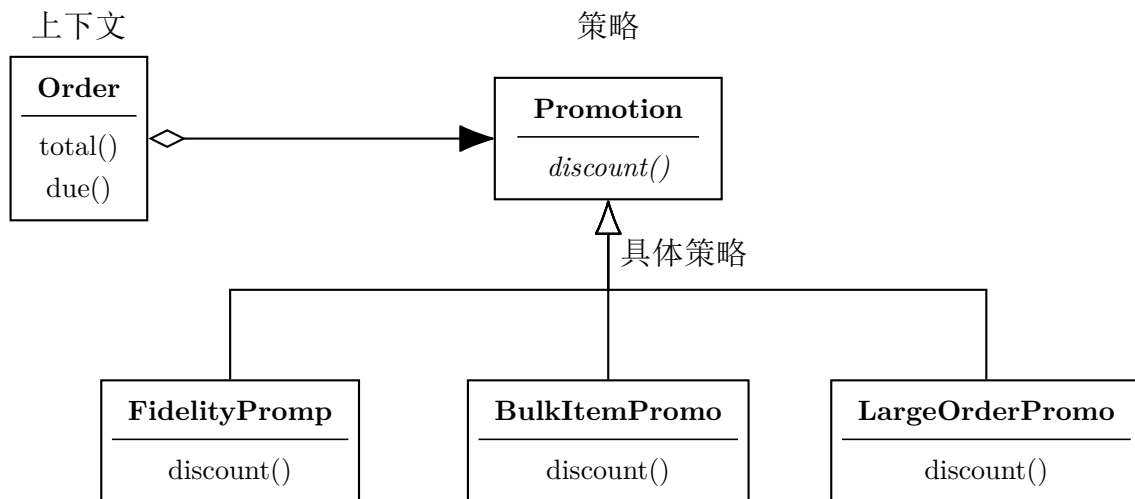 上下文
策略
Order
total()
due()
Promotion
discount()
具体策略
FidelityPromp
discount()
BulkItemPromo
discount()
LargeOrderPromo
discount()